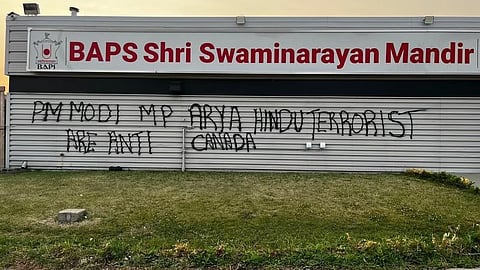 BAPS Shri Swaminarayan Mandir
BAPS
PM MODI MP ARYA HINDU TERRORIST
ARE ANTI CANADA